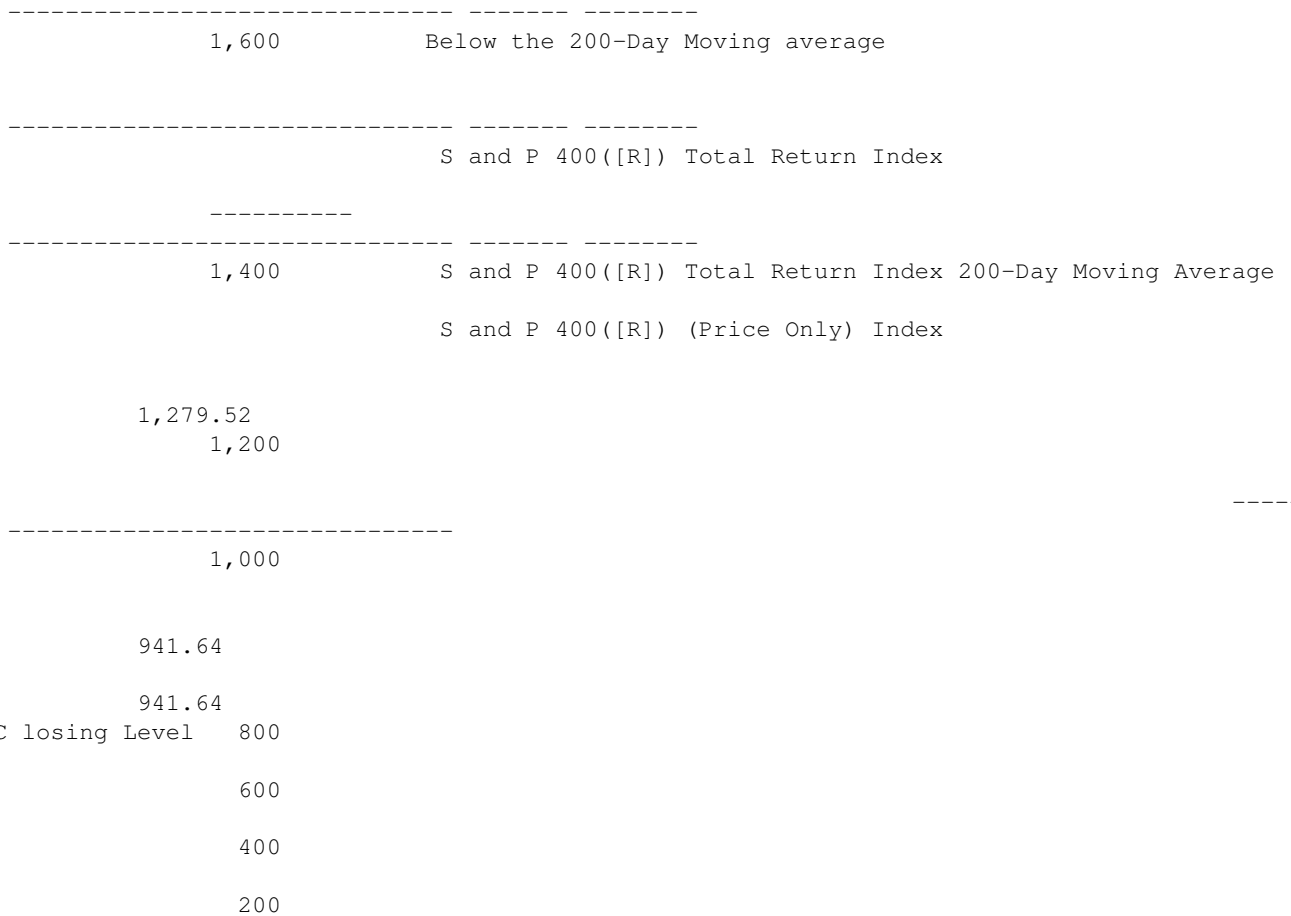 ------------------------------- ------- --------
1,600 Below the 200-Day Moving average
------------------------------- ------- --------
S and P 400([R]) Total Return Index
----------
------------------------------- ------- --------
1,400 S and P 400([R]) Total Return Index 200-Day Moving Average
S and P 400([R]) (Price Only) Index
1,279.52
1,200
----
-------------------------------
1,000
941.64
941.64
C losing Level 800
600
400
200